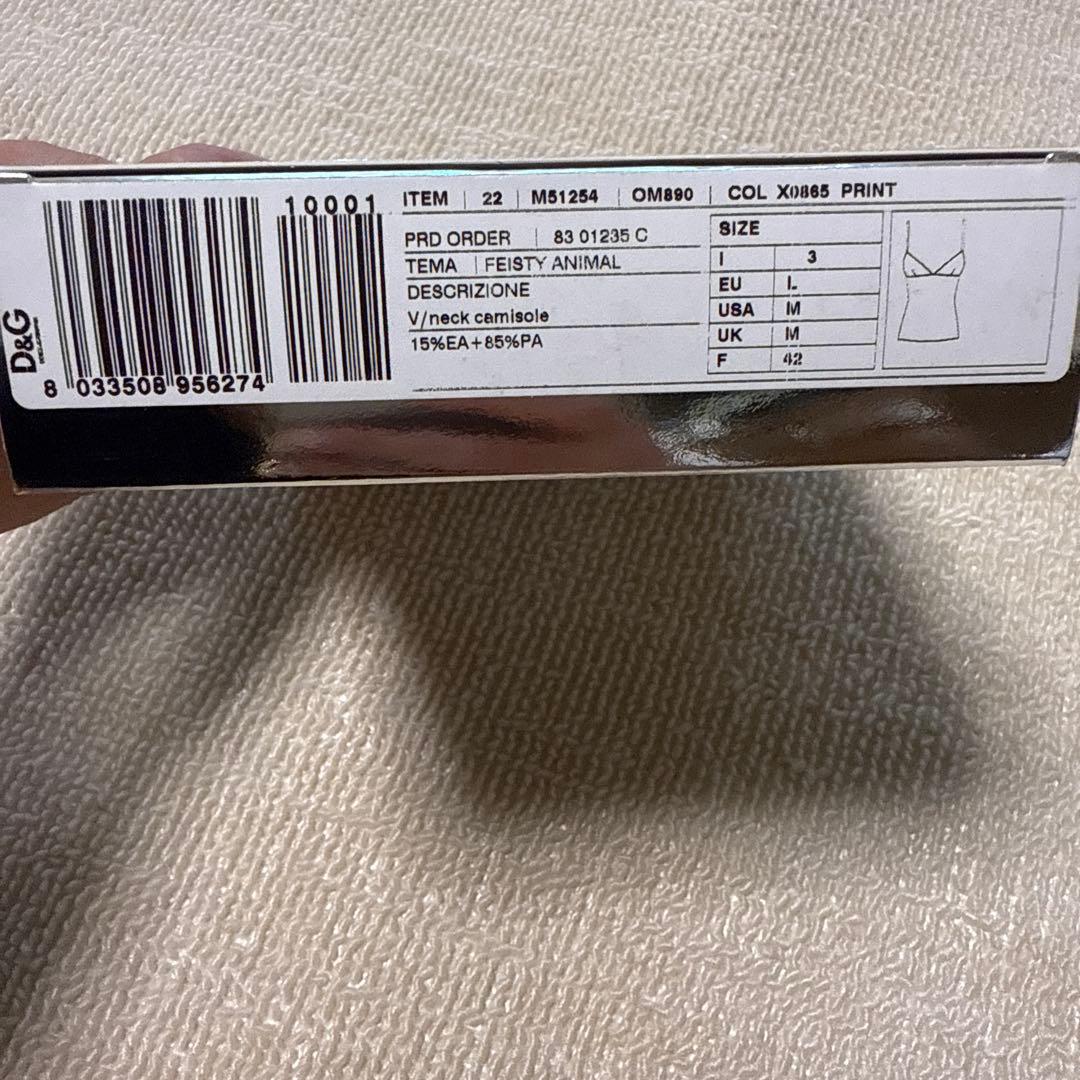 D&G
8 033508 956274
10001
ITEM 22 M51254 OM890 COL X0865 PRINT
PRD ORDER 83 01235 C
TEMA FEISTY ANIMAL
DESCRIZIONE
V/neck camisole
15%EA+85%PA
SIZE
I 3
EU L
USA M
UK M
F 42